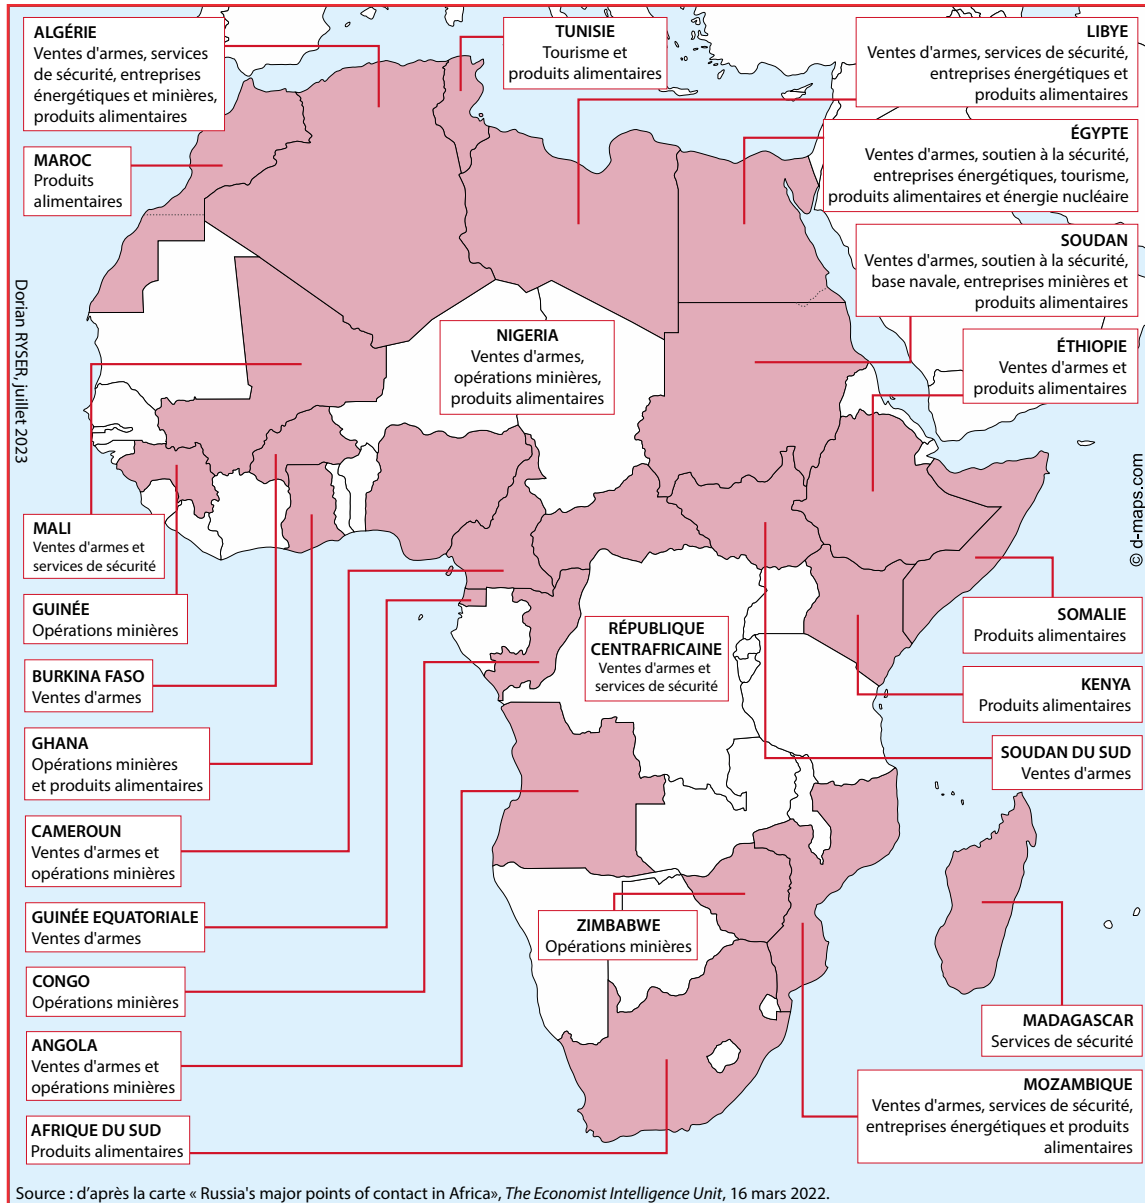 ALGÉRIE
Ventes d'armes, services
de sécurité, entreprises
énergétiques et minières,
produits alimentaires
TUNISIE
Tourisme et
produits alimentaires
LIBYE
Ventes d'armes, services de sécurité,
entreprises énergétiques et
produits alimentaires
MAROC
Produits
alimentaires
ÉGYPTE
Ventes d'armes, soutien à la sécurité,
entreprises énergétiques, tourisme,
produits alimentaires et énergie nucléaire
SOUDAN
Ventes d'armes, soutien à la sécurité,
base navale, entreprises minières et
produits alimentaires
NIGERIA
Ventes d'armes,
opérations minières,
produits alimentaires
ÉTHIOPIE
Ventes d'armes et
produits alimentaires
Dorian RYSER, juillet 2023
© d-maps.com
MALI
Ventes d'armes et
services de sécurité
GUINÉE
Opérations minières
RÉPUBLIQUE
CENTRAFRICAINE
Ventes d'armes et
services de sécurité
SOMALIE
Produits alimentaires
BURKINA FASO
Ventes d'armes
KENYA
Produits alimentaires
GHANA
Opérations minières
et produits alimentaires
SOUDAN DU SUD
Ventes d'armes
CAMEROUN
Ventes d'armes et
opérations minières
GUINÉE EQUATORIALE
Ventes d'armes
ZIMBABWE
Opérations minières
CONGO
Opérations minières
MADAGASCAR
Services de sécurité
ANGOLA
Ventes d'armes et
opérations minières
MOZAMBIQUE
Ventes d'armes, services de sécurité,
entreprises énergétiques et produits
alimentaires
AFRIQUE DU SUD
Produits alimentaires
Source : d'après la carte « Russia's major points of contact in Africa», The Economist Intelligence Unit, 16 mars 2022.